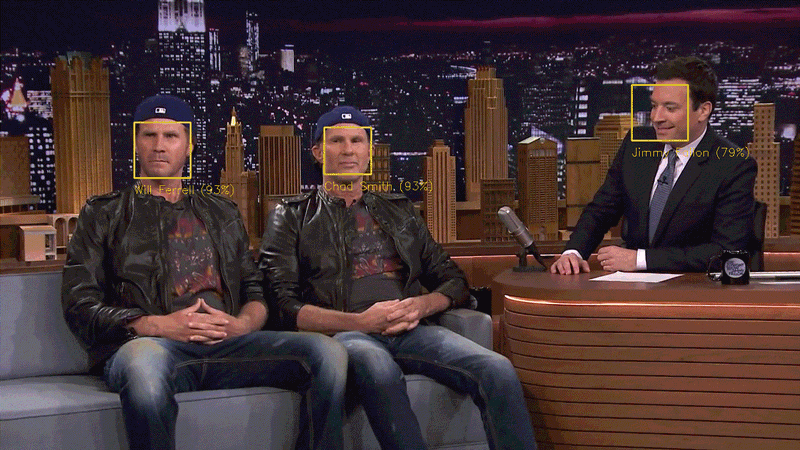 Will Ferrell (93%)
Chad Smith (93%)
Jimmy Fallon (79%)